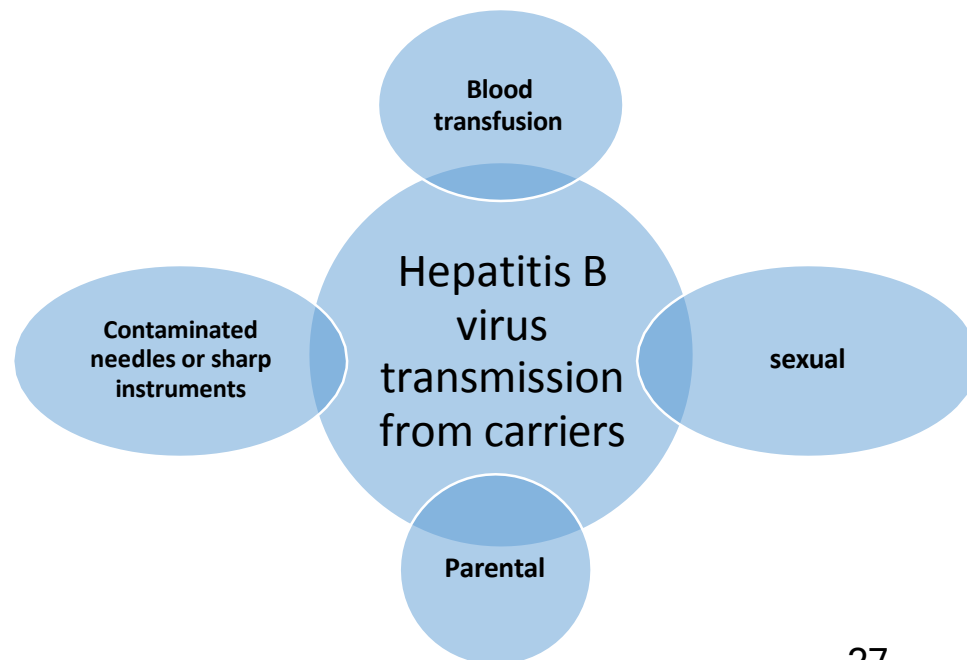 Blood
transfusion
Hepatitis B
virus
transmission
from carriers
Contaminated
needles or sharp
instruments
sexual
Parental
27